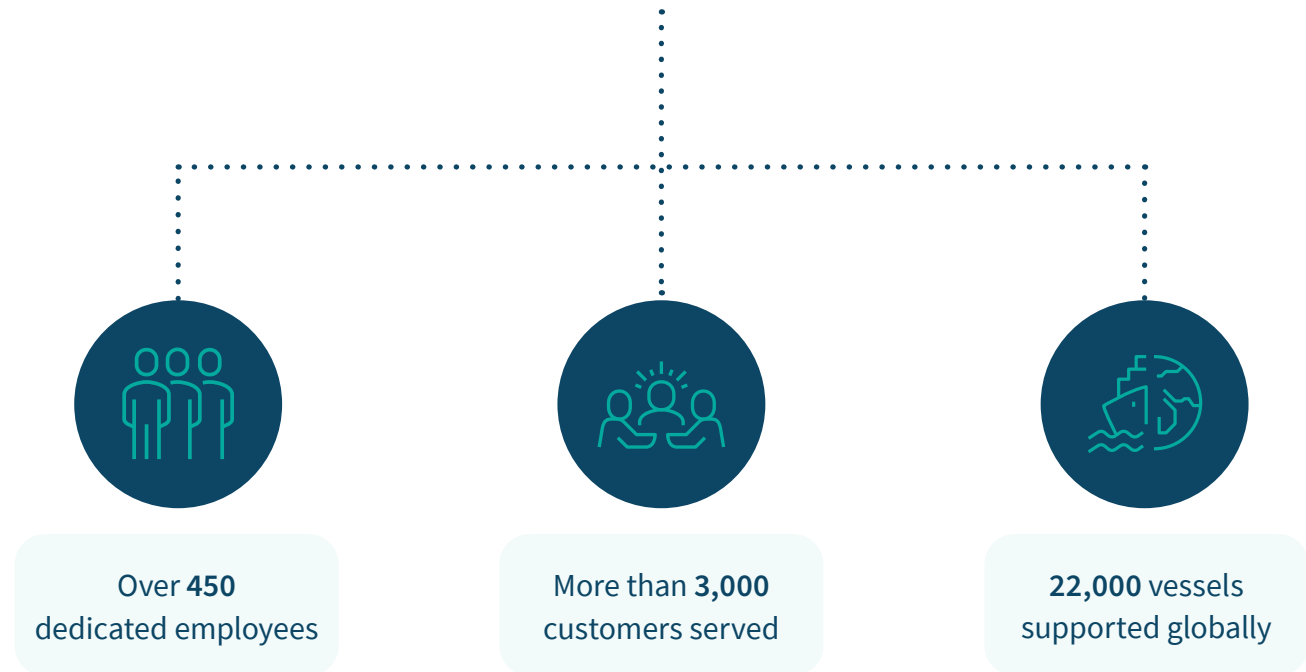 Over 450
dedicated employees
More than 3,000
customers served
22,000 vessels
supported globally